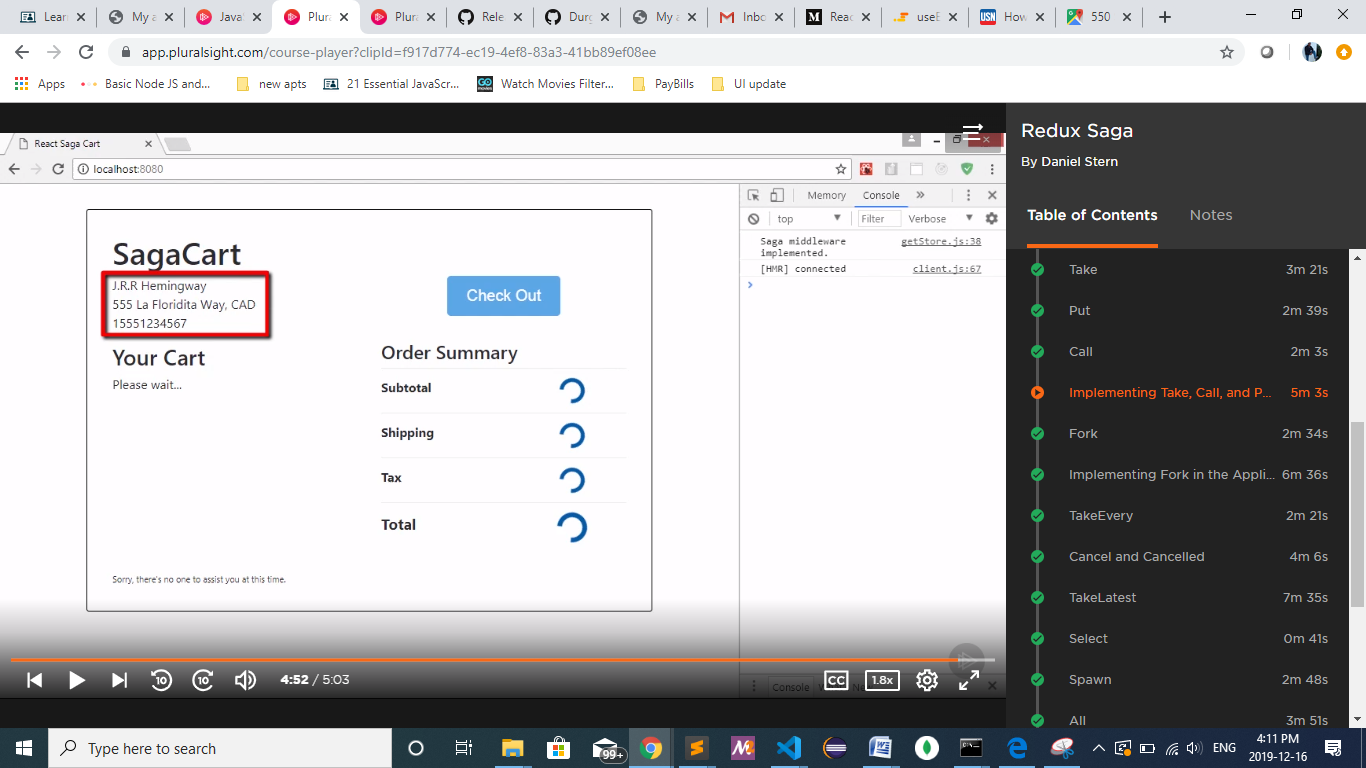 Learn
My a
Java
Plura
Plura
Rele
Durg
My a
Inbo
Reac
useE
USN
How
550
app.pluralsight.com/course-player?clipId=f917d774-ec19-4ef8-83a3-41bb89ef08ee
Apps
Basic Node JS and...
new apts
21 Essential JavaScr...
GO
Watch Movies Filter...
PayBills
UI update
React Saga Cart
localhost:8080
Memory
Console
top
Filter
Verbose
Saga middleware
implemented.
getStore.js:38
[HMR] connected
client.js:67
SagaCart
J.R.R Hemingway
555 La Floridita Way, CAD
15551234567
Check Out
Your Cart
Please wait...
Order Summary
Subtotal
Shipping
Tax
Total
Sorry, there's no one to assist you at this time.
Console
10
10
4:52 / 5:03
CC
1.8x
Redux Saga
By Daniel Stern
Table of Contents
Notes
Take 3m 21s
Put 2m 39s
Call 2m 3s
Implementing Take, Call, and P... 5m 3s
Fork 2m 34s
Implementing Fork in the Appli... 6m 36s
TakeEvery 2m 21s
Cancel and Cancelled 4m 6s
TakeLatest 7m 35s
Select 0m 41s
Spawn 2m 48s
All 3m 51s
Type here to search
99+
ENG
4:11 PM
2019-12-16